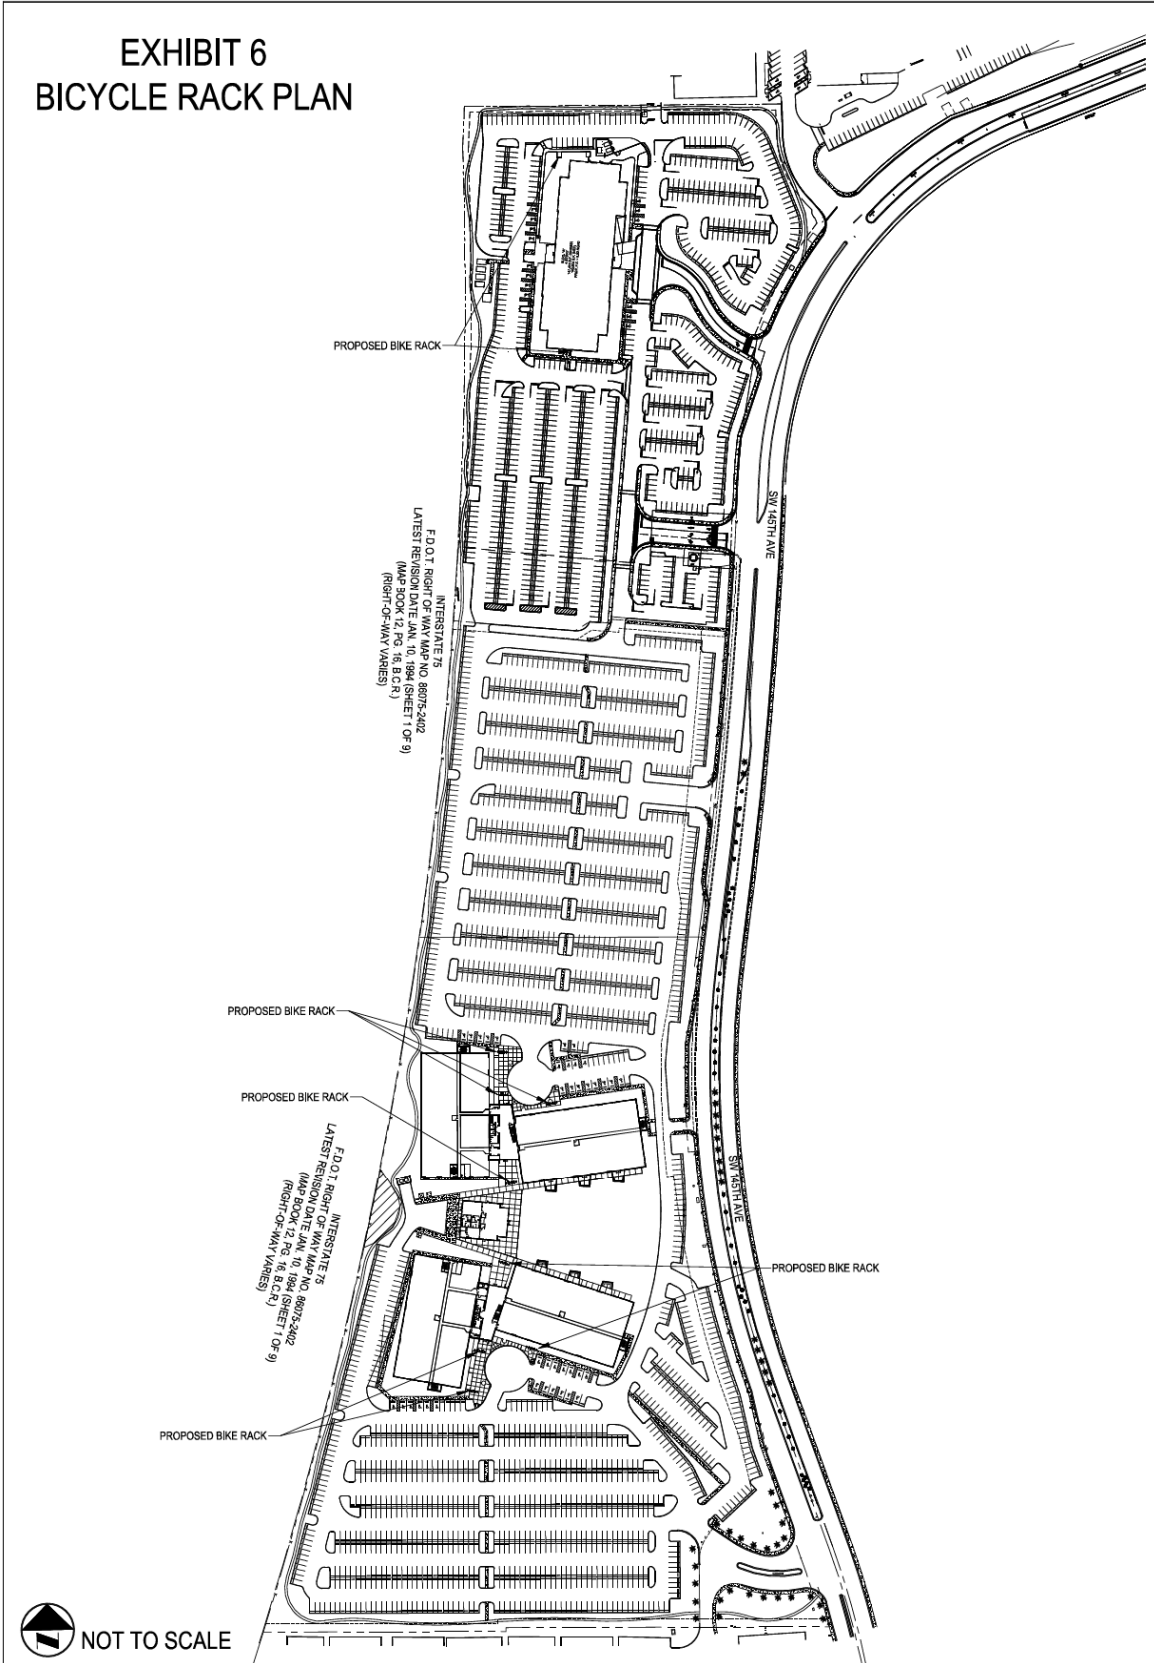 EXHIBIT 6
BICYCLE RACK PLAN
PROPOSED BIKE RACK
SW 145TH AVE
INTERSTATE 75
F.D.O.T. RIGHT OF WAY MAP NO. 86075-2402
LATEST REVISION DATE JAN. 10, 1994 (SHEET 1 OF 9)
(MAP BOOK 12, PG. 16, B.C.R.)
(RIGHT-OF-WAY VARIES)
PROPOSED BIKE RACK
PROPOSED BIKE RACK
INTERSTATE 75
F.D.O.T. RIGHT OF WAY MAP NO. 86075-2402
LATEST REVISION DATE JAN. 10, 1994 (SHEET 1 OF 9)
(MAP BOOK 12, PG. 16, B.C.R.)
(RIGHT-OF-WAY VARIES)
SW 145TH AVE
PROPOSED BIKE RACK
PROPOSED BIKE RACK
N
NOT TO SCALE